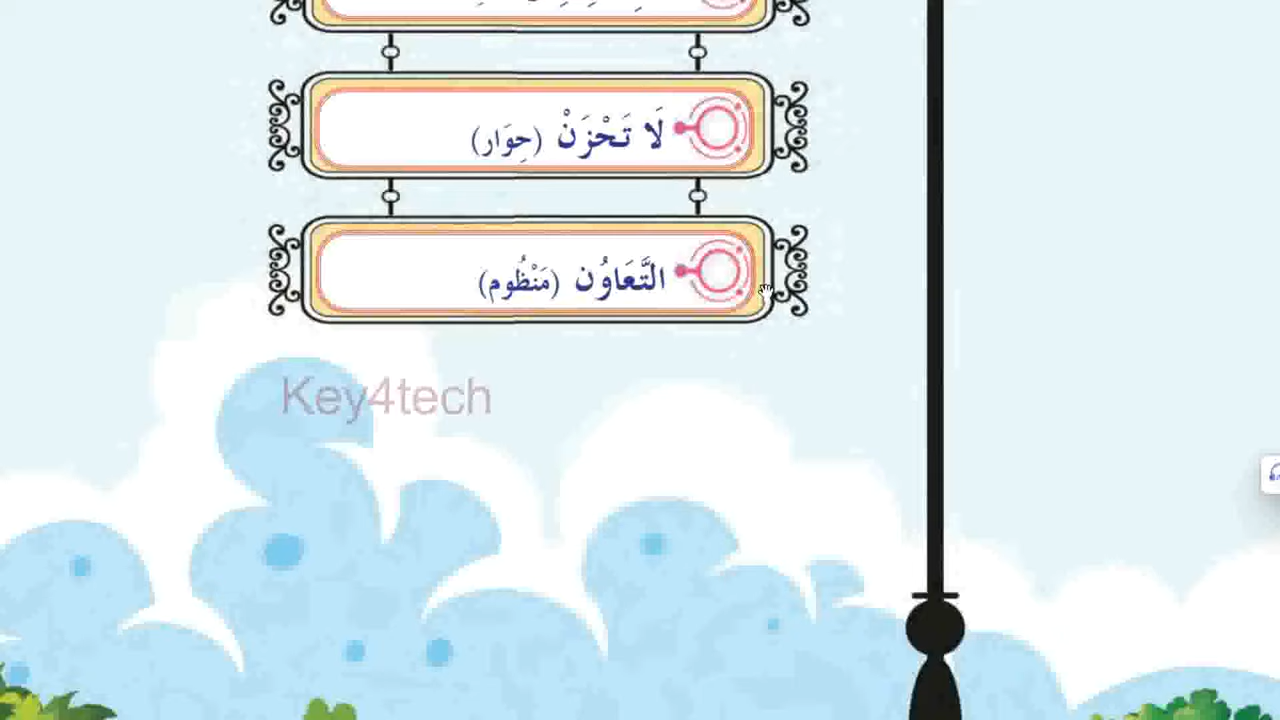 لَا تَحْزَنْ (حِوَار)
التَّعَاوُن (مَنْظُوم)
Key4tech